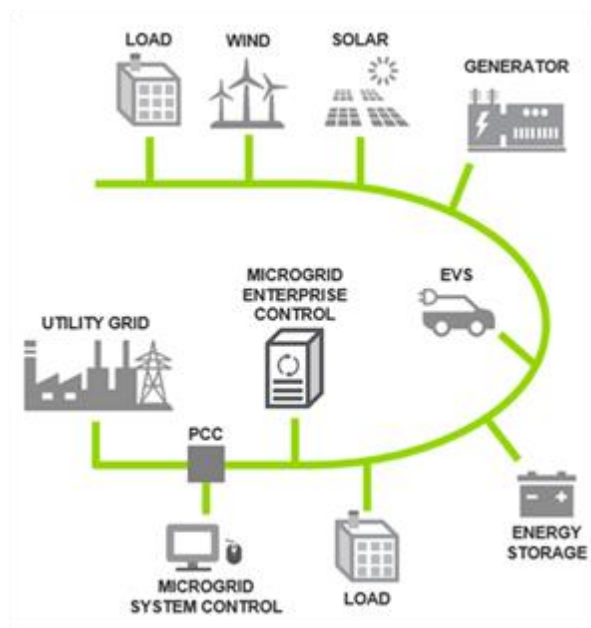 LOAD
WIND
SOLAR
GENERATOR
MICROGRID
ENTERPRISE
CONTROL
EVS
UTILITY GRID
PCC
ENERGY
STORAGE
MICROGRID
SYSTEM CONTROL
LOAD